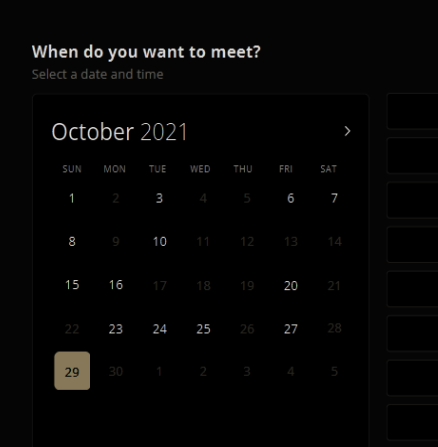 When do you want to meet?
Select a date and time
October 2021 >
SUN MON TUE WED THU FRI SAT
1 2 3 4 5 6 7
8 9 10 11 12 13 14
15 16 17 18 19 20 21
22 23 24 25 26 27 28
29 30 1 2 3 4 5